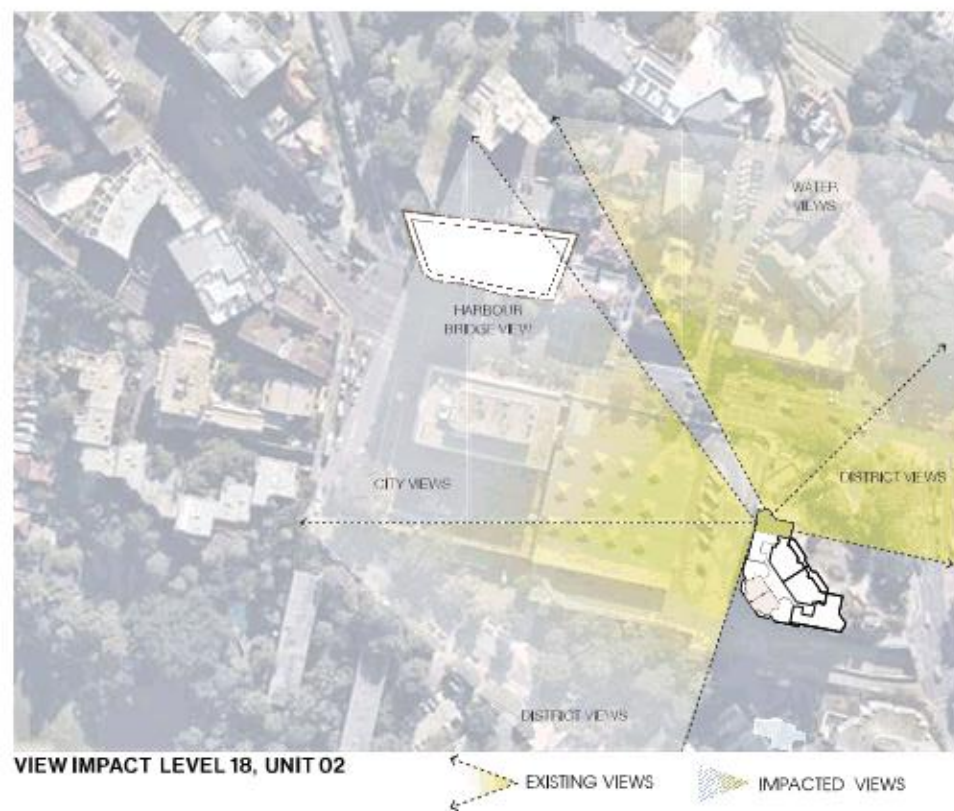 WATER
VIEWS
HARBOUR
BRIDGE VIEW
CITY VIEWS
DISTRICT VIEWS
DISTRICT VIEWS
VIEW IMPACT LEVEL 18, UNIT 02
EXISTING VIEWS
IMPACTED VIEWS